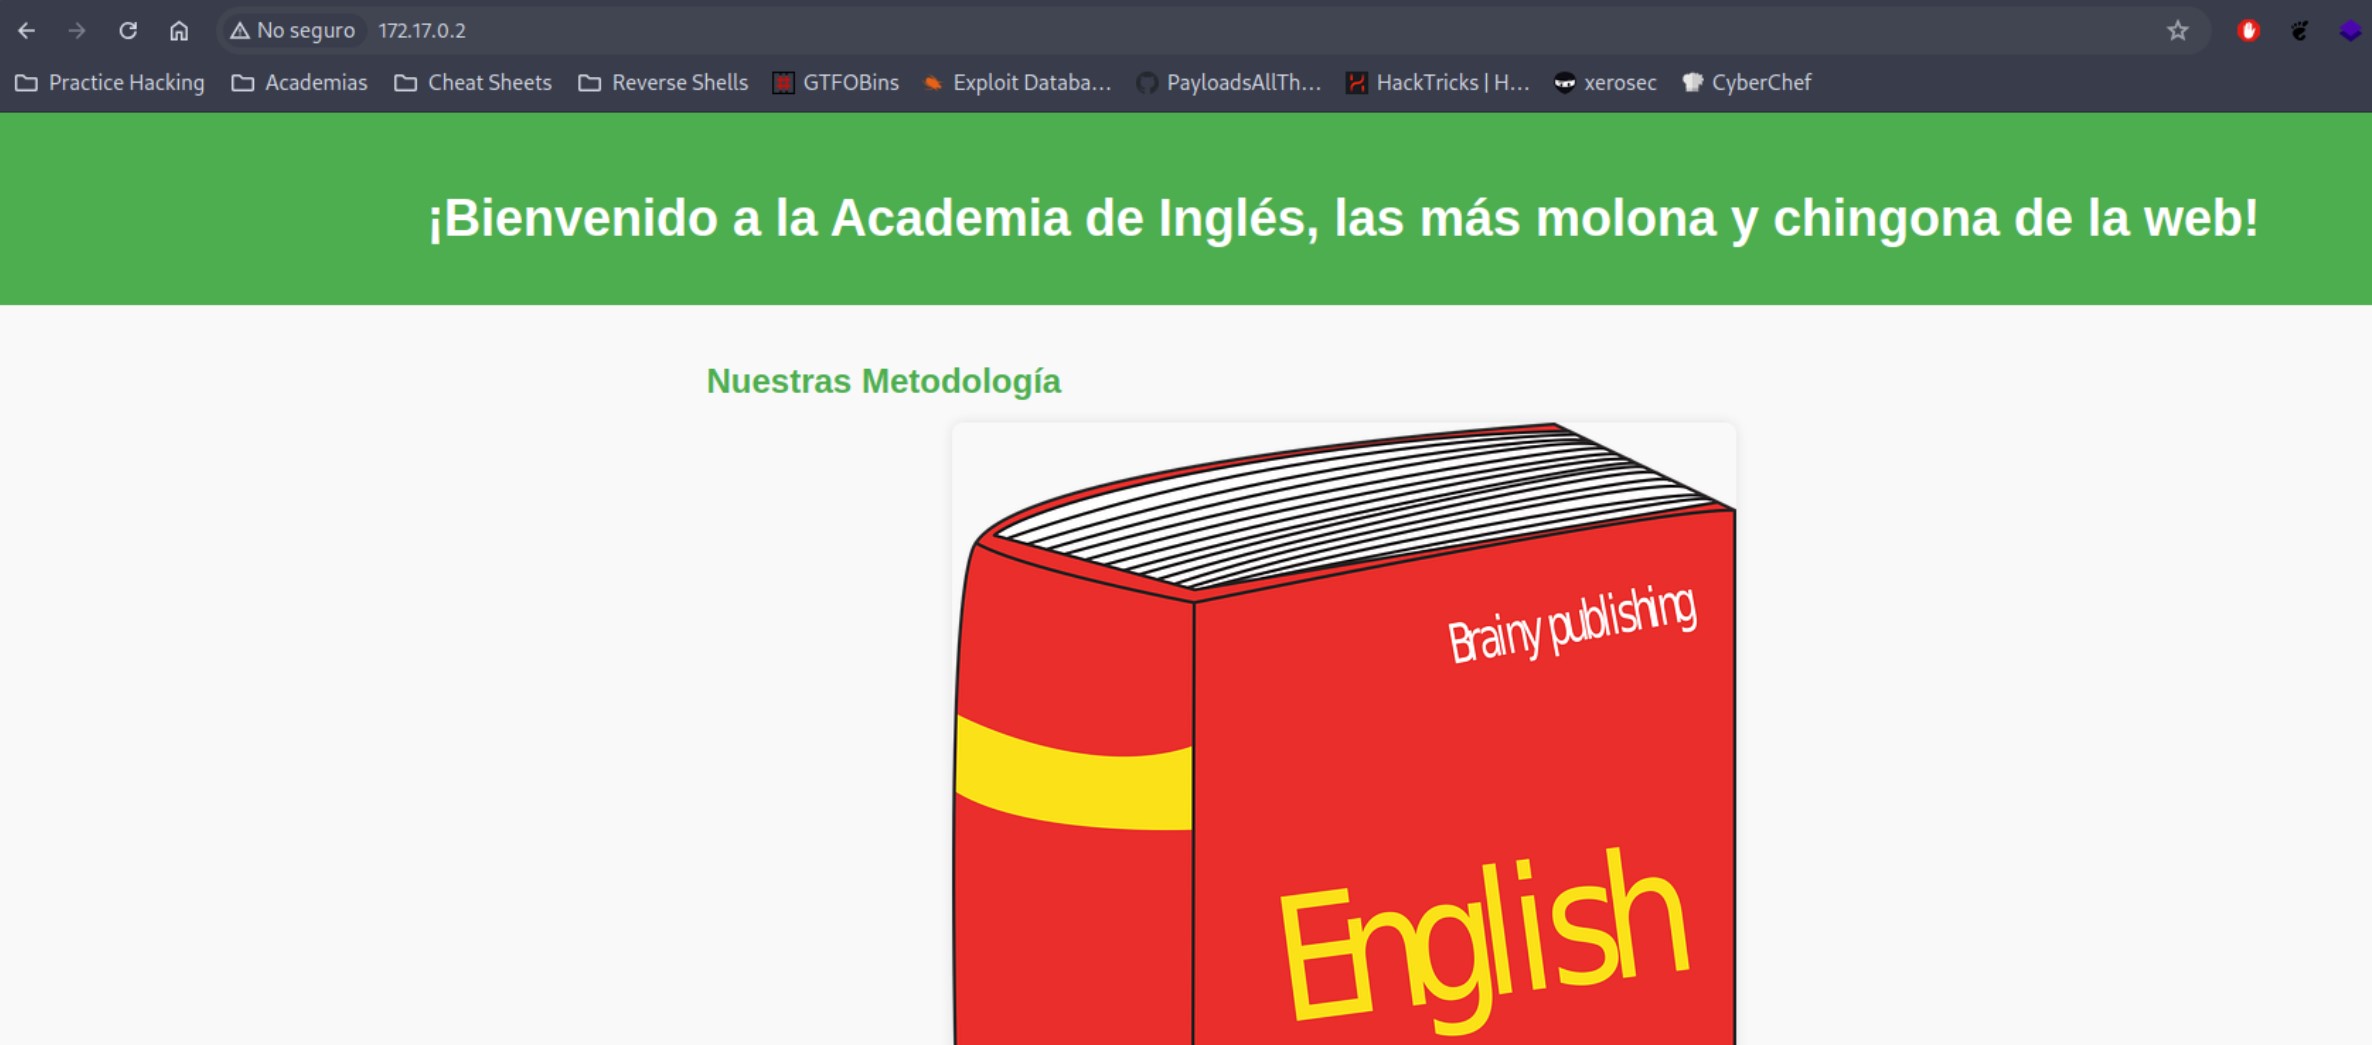 No seguro 172.17.0.2
Practice Hacking Academias Cheat Sheets Reverse Shells GTFOBins Exploit Databa... PayloadsAllTh... HackTricks | H... xerosec CyberChef
¡Bienvenido a la Academia de Inglés, las más molona y chingona de la web!
Nuestras Metodología
Brainy publishing
English